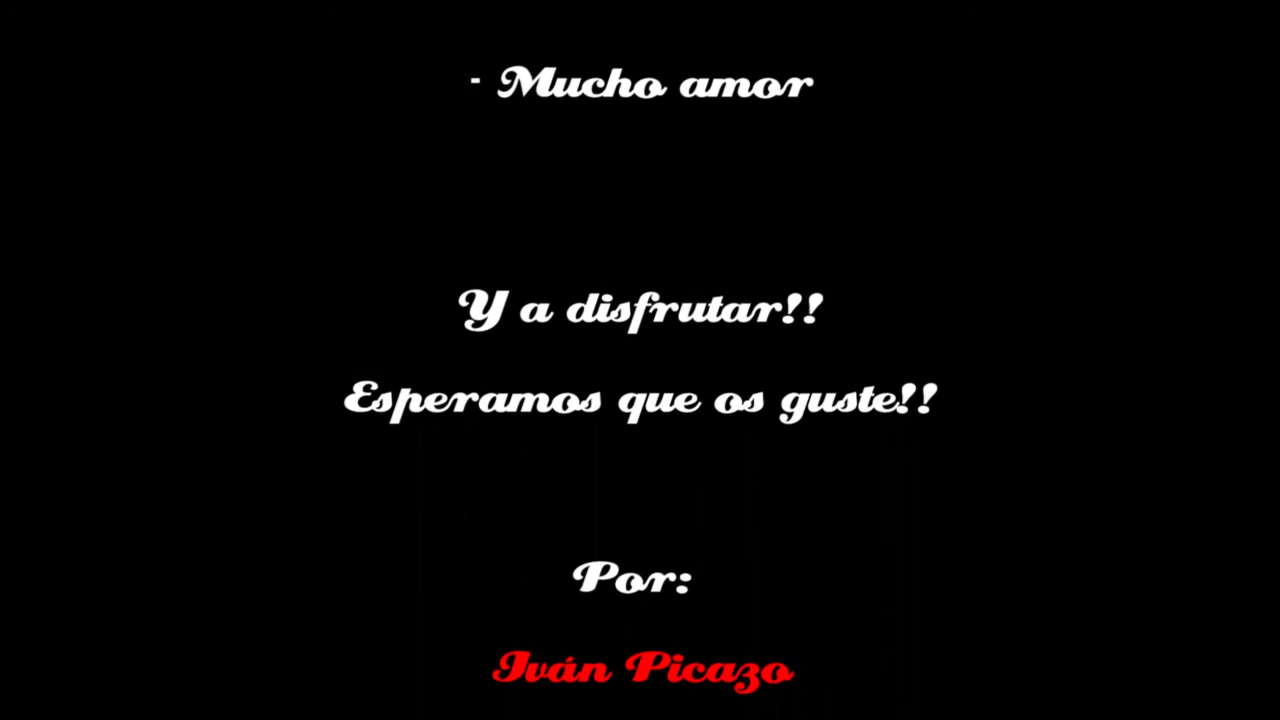 - Mucho amor
Y a disfrutar!!
Esperamos que os guste!!
Por:
Iván Picazo